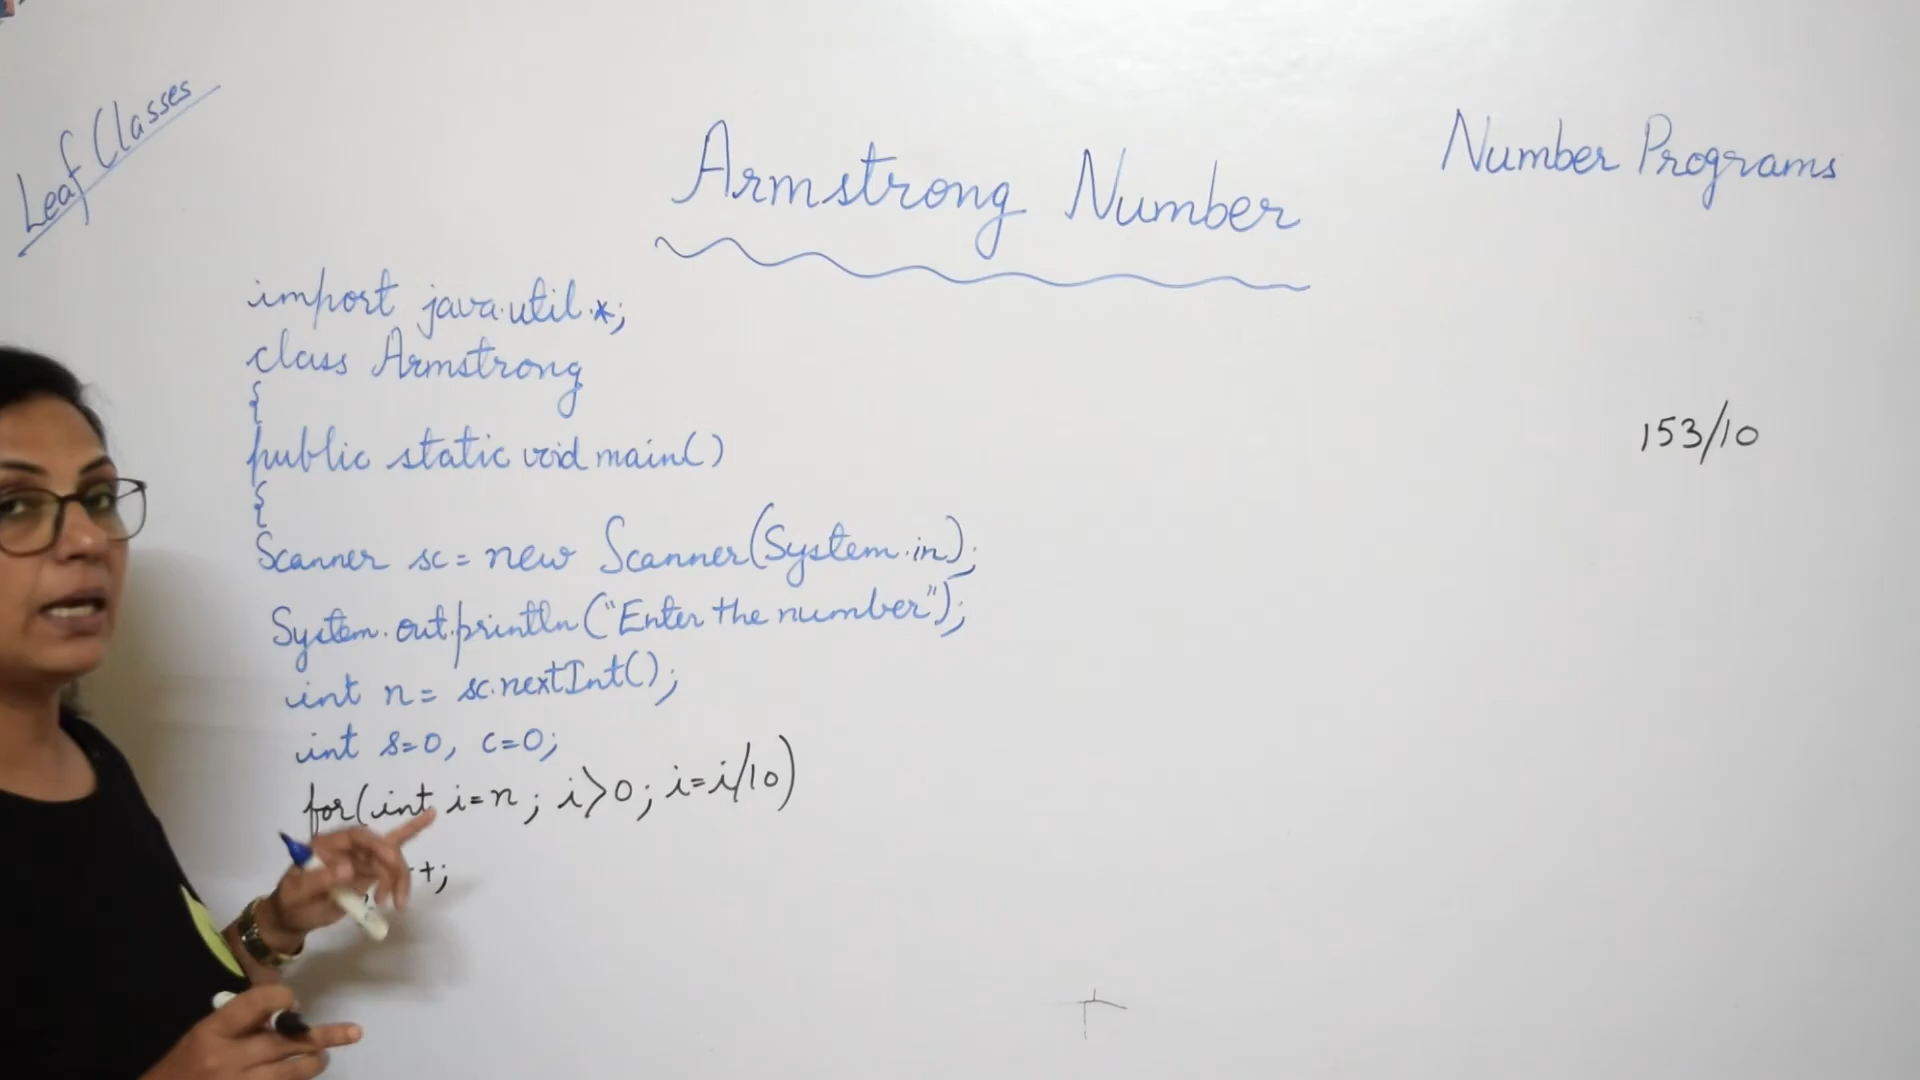 Leaf Classes
Armstrong Number
Number Programs
import java.util.*;
class Armstrong
{
public static void main()
{
Scanner sc = new Scanner(System.in);
System.out.println("Enter the number");
int n = sc.nextInt();
int s=0, c=0;
for(int i=n; i>0; i=i/10)
+;
153/10